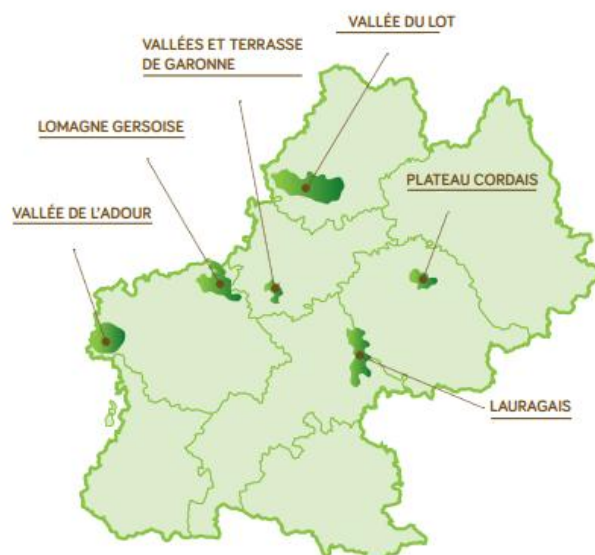 VALLÉE DU LOT
VALLÉES ET TERRASSE
DE GARONNE
LOMAGNE GERSOISE
PLATEAU CORDAIS
VALLÉE DE L'ADOUR
LAURAGAIS